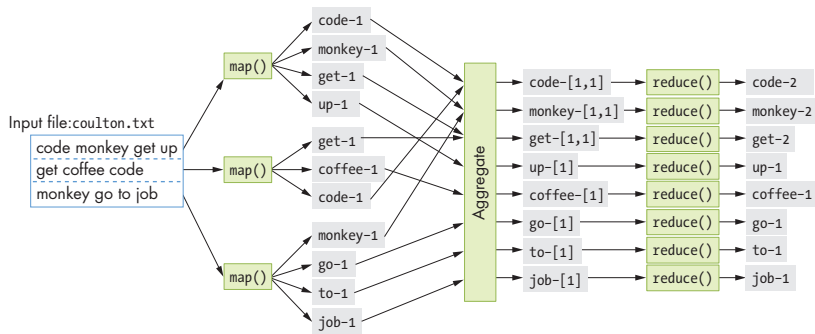 Input file:coulton.txt
code monkey get up
get coffee code
monkey go to job
map()
map()
map()
code-1
monkey-1
get-1
up-1
get-1
coffee-1
code-1
monkey-1
go-1
to-1
job-1
Aggregate
code-[1,1]
monkey-[1,1]
get-[1,1]
up-[1]
coffee-[1]
go-[1]
to-[1]
job-[1]
reduce()
reduce()
reduce()
reduce()
reduce()
reduce()
reduce()
reduce()
code-2
monkey-2
get-2
up-1
coffee-1
go-1
to-1
job-1